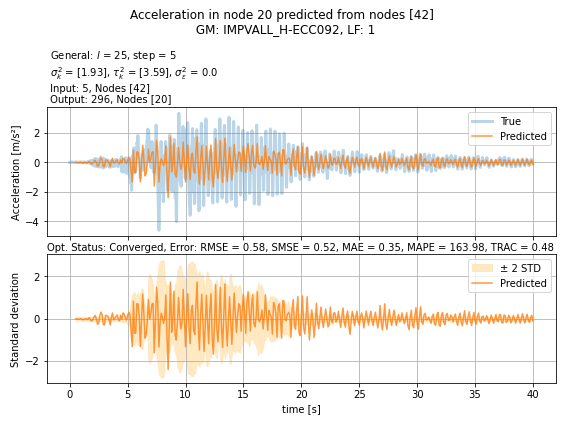 Acceleration in node 20 predicted from nodes [42]
GM: IMPVALL_H-ECC092, LF: 1
General: l = 25, step = 5
σ²ₖ = [1.93], τ²ₖ = [3.59], σ²ε = 0.0
Input: 5, Nodes [42]
Output: 296, Nodes [20]
Acceleration [m/s²]
2
0
−2
−4
True
Predicted
Opt. Status: Converged, Error: RMSE = 0.58, SMSE = 0.52, MAE = 0.35, MAPE = 163.98, TRAC = 0.48
Standard deviation
2
0
−2
± 2 STD
Predicted
0 5 10 15 20 25 30 35 40
time [s]